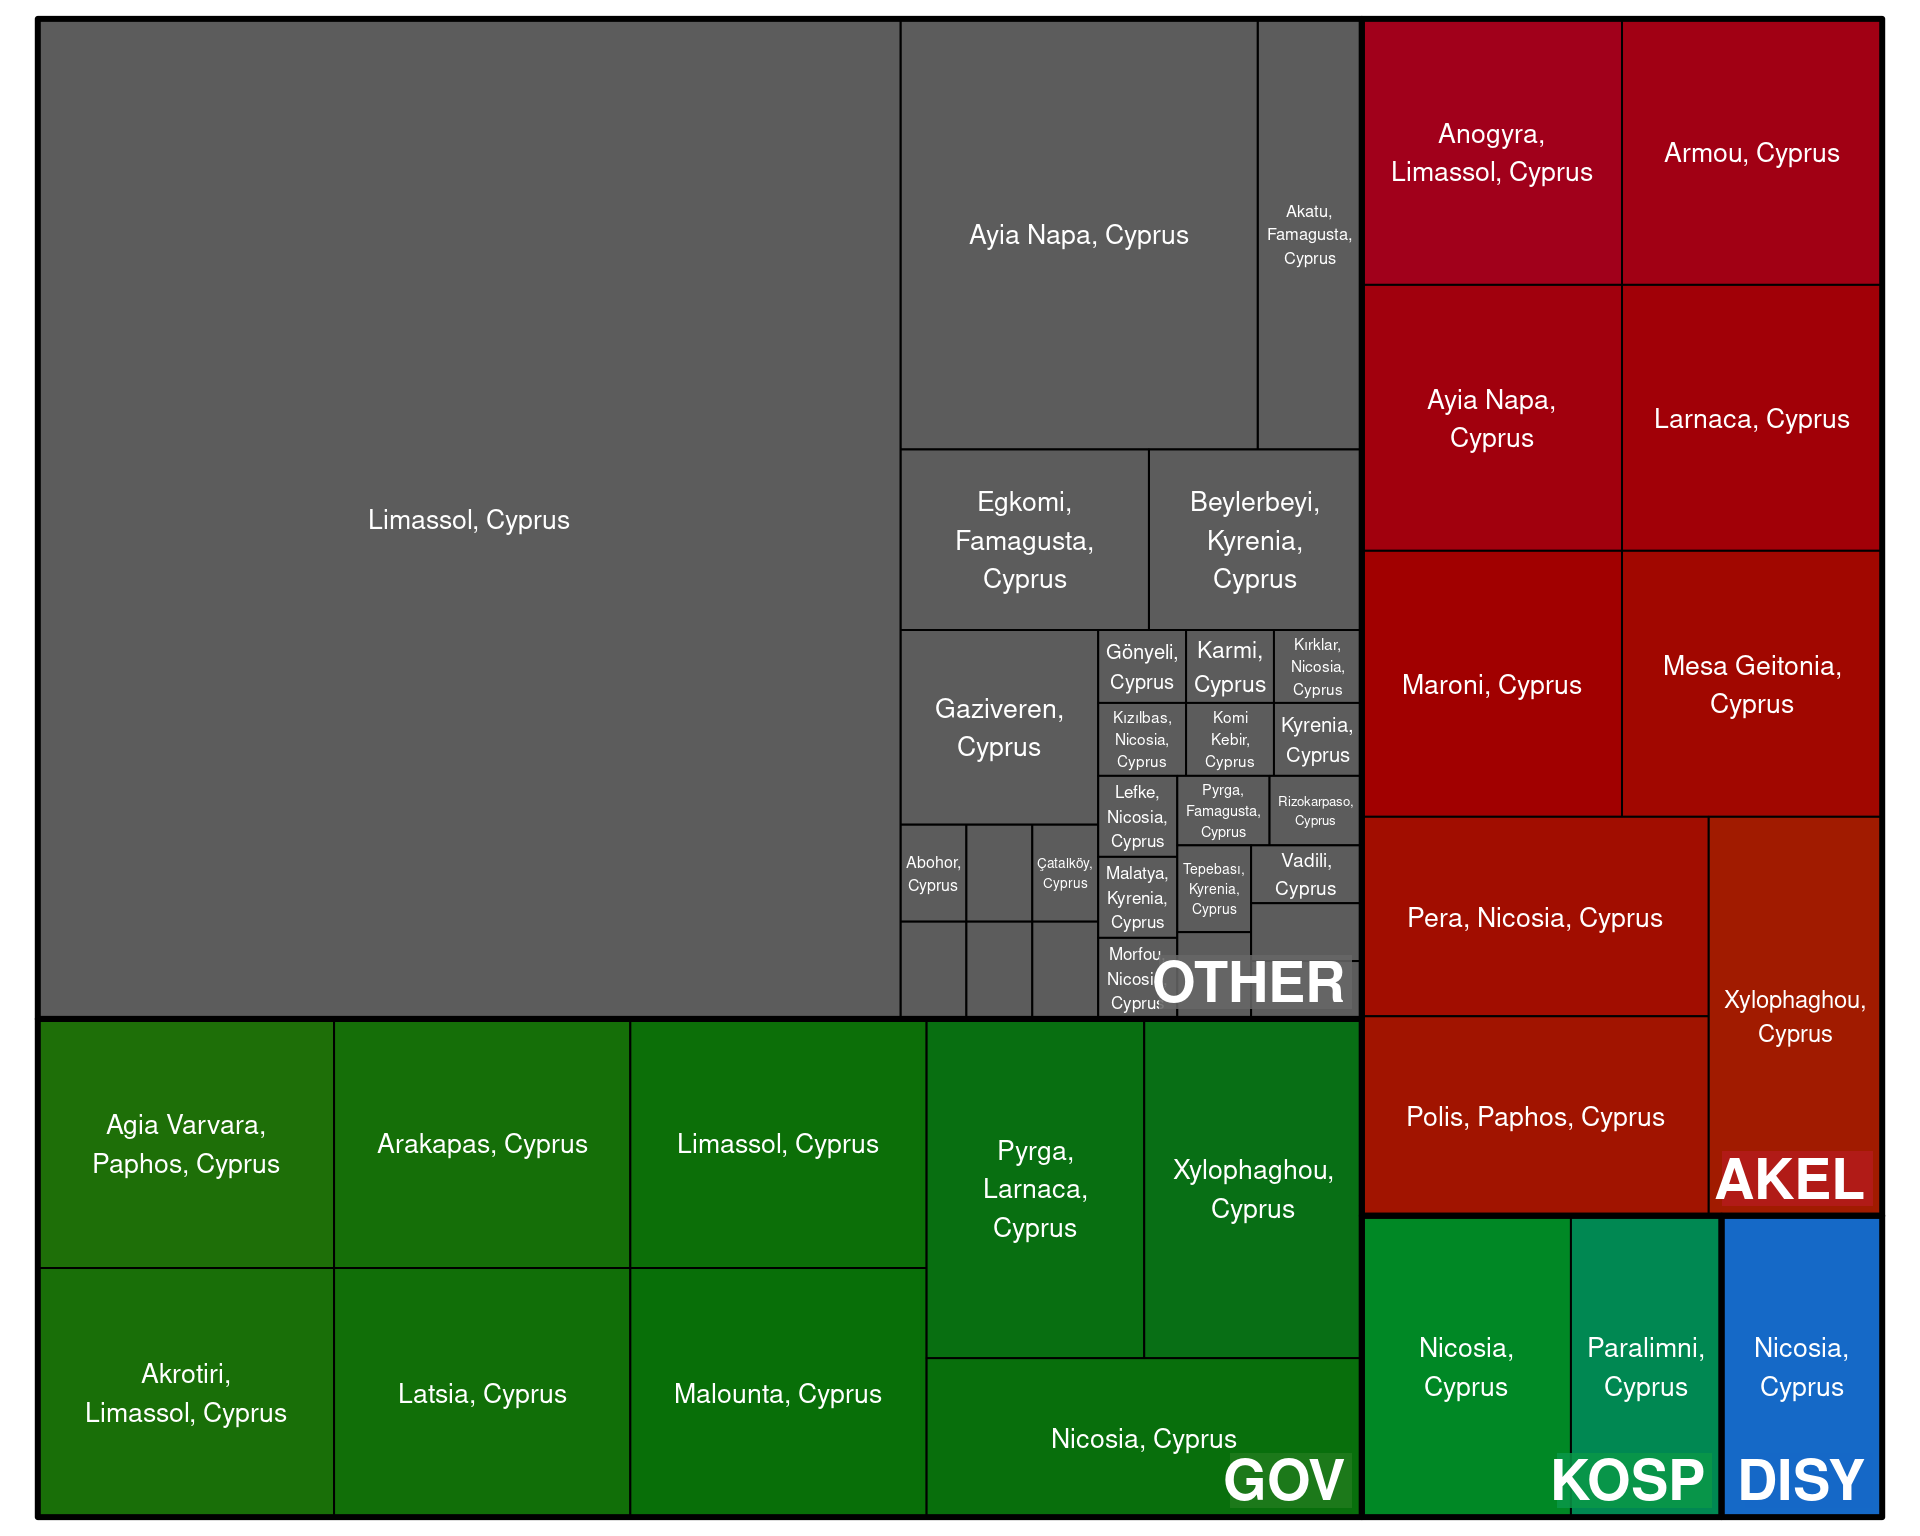 Limassol, Cyprus
Ayia Napa, Cyprus
Akatu,
Famagusta,
Cyprus
Egkomi,
Famagusta,
Cyprus
Beylerbeyi,
Kyrenia,
Cyprus
Gaziveren,
Cyprus
Gönyeli,
Cyprus
Karmi,
Cyprus
Kırklar,
Nicosia,
Cyprus
Kızılbas,
Nicosia,
Cyprus
Komi
Kebir,
Cyprus
Kyrenia,
Cyprus
Lefke,
Nicosia,
Cyprus
Pyrga,
Famagusta,
Cyprus
Rizokarpaso,
Cyprus
Abohor,
Cyprus
Çatalköy,
Cyprus
Malatya,
Kyrenia,
Cyprus
Tepebası,
Kyrenia,
Cyprus
Vadili,
Cyprus
Morfou,
Nicosia,
Cyprus
OTHER
Anogyra,
Limassol, Cyprus
Armou, Cyprus
Ayia Napa,
Cyprus
Larnaca, Cyprus
Maroni, Cyprus
Mesa Geitonia,
Cyprus
Pera, Nicosia, Cyprus
Xylophaghou,
Cyprus
Polis, Paphos, Cyprus
AKEL
Agia Varvara,
Paphos, Cyprus
Arakapas, Cyprus
Limassol, Cyprus
Pyrga,
Larnaca,
Cyprus
Xylophaghou,
Cyprus
Akrotiri,
Limassol, Cyprus
Latsia, Cyprus
Malounta, Cyprus
Nicosia, Cyprus
GOV
Nicosia,
Cyprus
Paralimni,
Cyprus
KOSP
Nicosia,
Cyprus
DISY